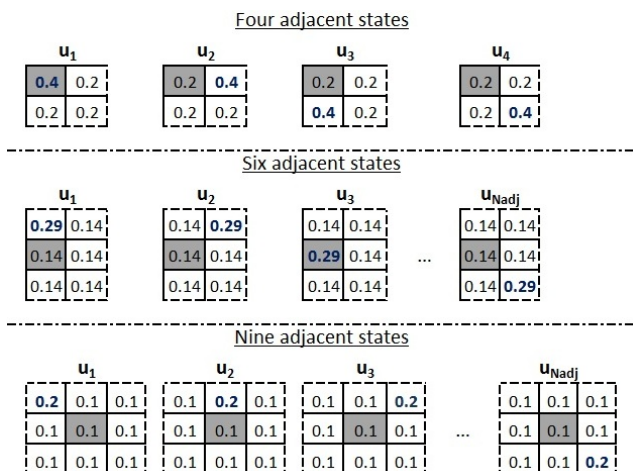 Four adjacent states
u1 u2 u3 u4
0.4 0.2 0.2 0.4 0.2 0.2 0.2 0.2
0.2 0.2 0.2 0.2 0.4 0.2 0.2 0.4
Six adjacent states
u1 u2 u3 uNadj
0.29 0.14 0.14 0.29 0.14 0.14 0.14 0.14
0.14 0.14 0.14 0.14 0.29 0.14 ... 0.14 0.14
0.14 0.14 0.14 0.14 0.14 0.14 0.14 0.29
Nine adjacent states
u1 u2 u3 uNadj
0.2 0.1 0.1 0.1 0.2 0.1 0.1 0.1 0.2 0.1 0.1 0.1
0.1 0.1 0.1 0.1 0.1 0.1 0.1 0.1 0.1 ... 0.1 0.1 0.1
0.1 0.1 0.1 0.1 0.1 0.1 0.1 0.1 0.1 0.1 0.1 0.2